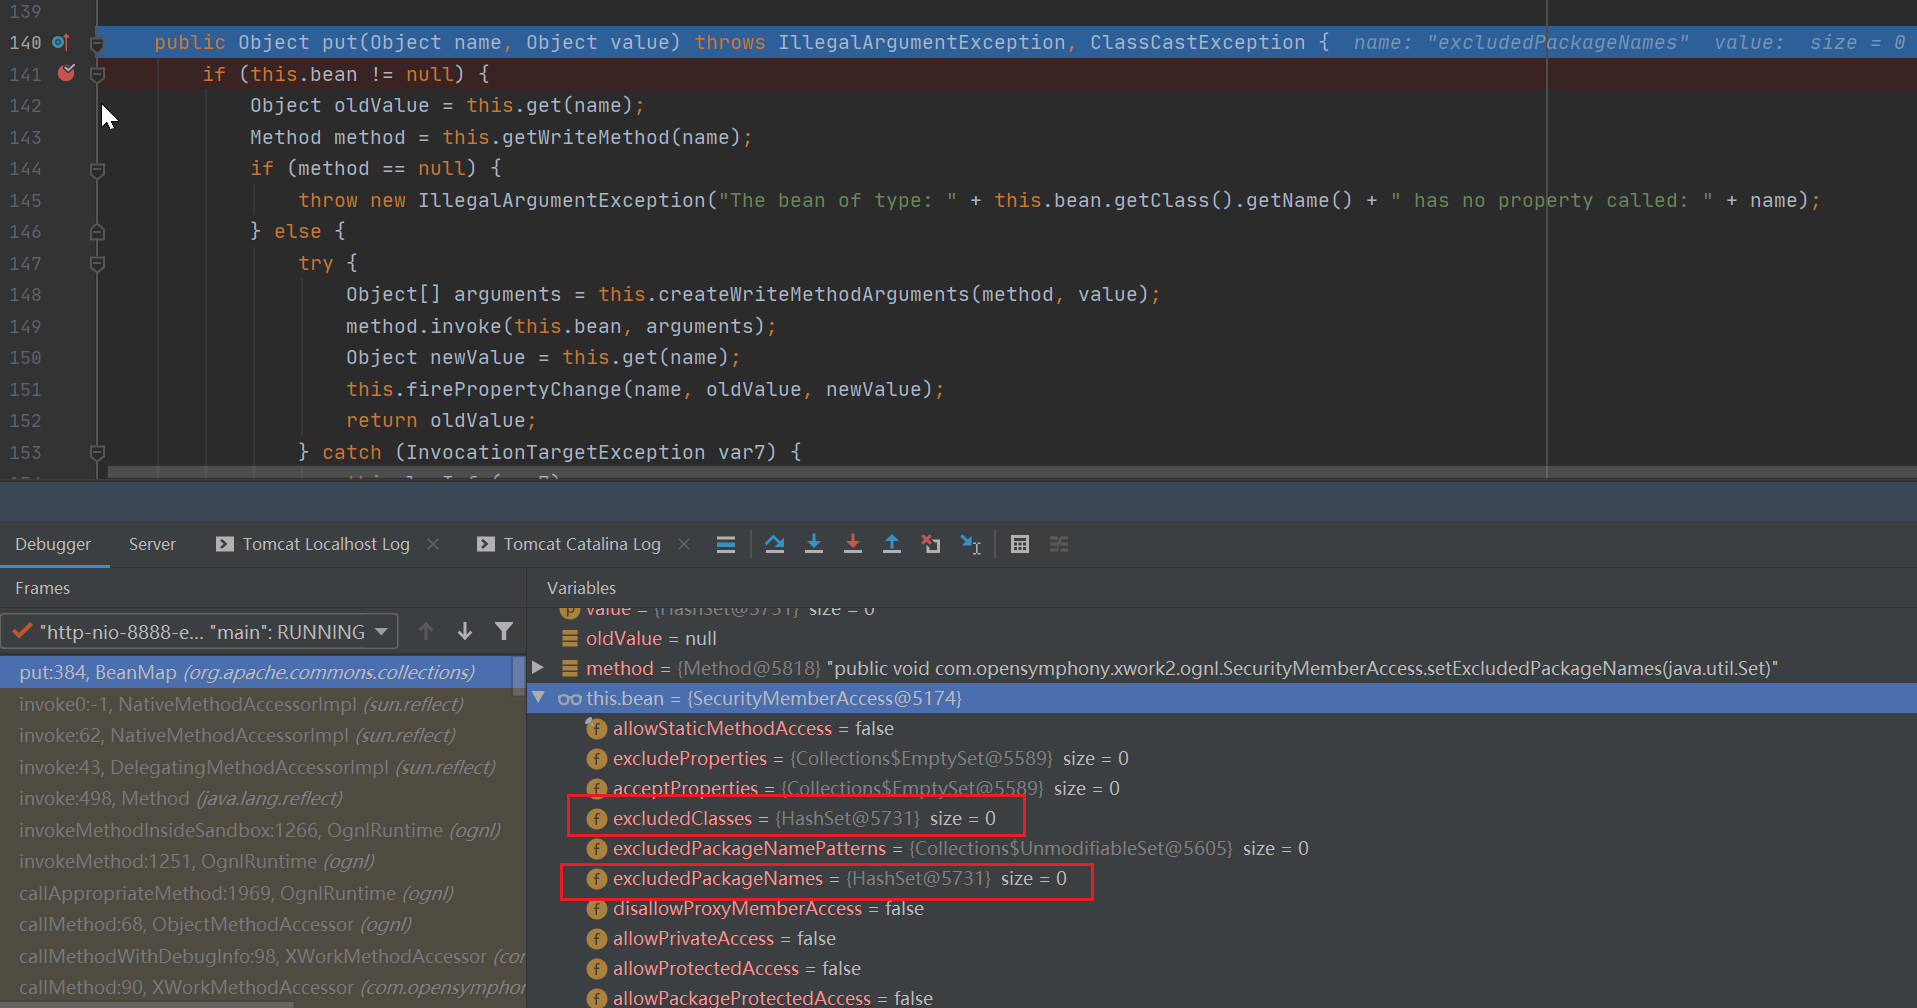 139
140 public Object put(Object name, Object value) throws IllegalArgumentException, ClassCastException { name: "excludedPackageNames" value: size = 0
141 if (this.bean != null) {
142 Object oldValue = this.get(name);
143 Method method = this.getWriteMethod(name);
144 if (method == null) {
145 throw new IllegalArgumentException("The bean of type: " + this.bean.getClass().getName() + " has no property called: " + name);
146 } else {
147 try {
148 Object[] arguments = this.createWriteMethodArguments(method, value);
149 method.invoke(this.bean, arguments);
150 Object newValue = this.get(name);
151 this.firePropertyChange(name, oldValue, newValue);
152 return oldValue;
153 } catch (InvocationTargetException var7) {
Debugger Server Tomcat Localhost Log Tomcat Catalina Log
Frames
"http-nio-8888-e... "main": RUNNING
put:384, BeanMap (org.apache.commons.collections)
invoke0:-1, NativeMethodAccessorImpl (sun.reflect)
invoke:62, NativeMethodAccessorImpl (sun.reflect)
invoke:43, DelegatingMethodAccessorImpl (sun.reflect)
invoke:498, Method (java.lang.reflect)
invokeMethodInsideSandbox:1266, OgnlRuntime (ognl)
invokeMethod:1251, OgnlRuntime (ognl)
callAppropriateMethod:1969, OgnlRuntime (ognl)
callMethod:68, ObjectMethodAccessor (ognl)
callMethodWithDebugInfo:98, XWorkMethodAccessor (cor
callMethod:90, XWorkMethodAccessor (com.opensymphor
Variables
value = {HashSet@5731} size = 0
oldValue = null
method = {Method@5818} "public void com.opensymphony.xwork2.ognl.SecurityMemberAccess.setExcludedPackageNames(java.util.Set)"
this.bean = {SecurityMemberAccess@5174}
allowStaticMethodAccess = false
excludeProperties = {Collections$EmptySet@5589} size = 0
acceptProperties = {Collections$EmptySet@5589} size = 0
excludedClasses = {HashSet@5731} size = 0
excludedPackageNamePatterns = {Collections$UnmodifiableSet@5605} size = 0
excludedPackageNames = {HashSet@5731} size = 0
disallowProxyMemberAccess = false
allowPrivateAccess = false
allowProtectedAccess = false
allowPackageProtectedAccess = false